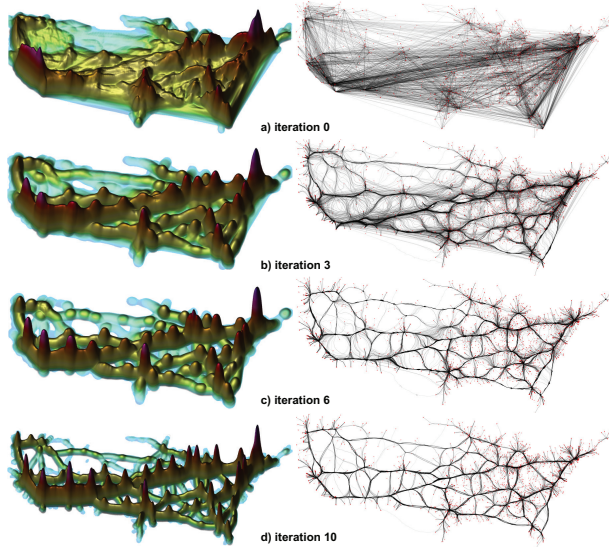 a) iteration 0
b) iteration 3
c) iteration 6
d) iteration 10